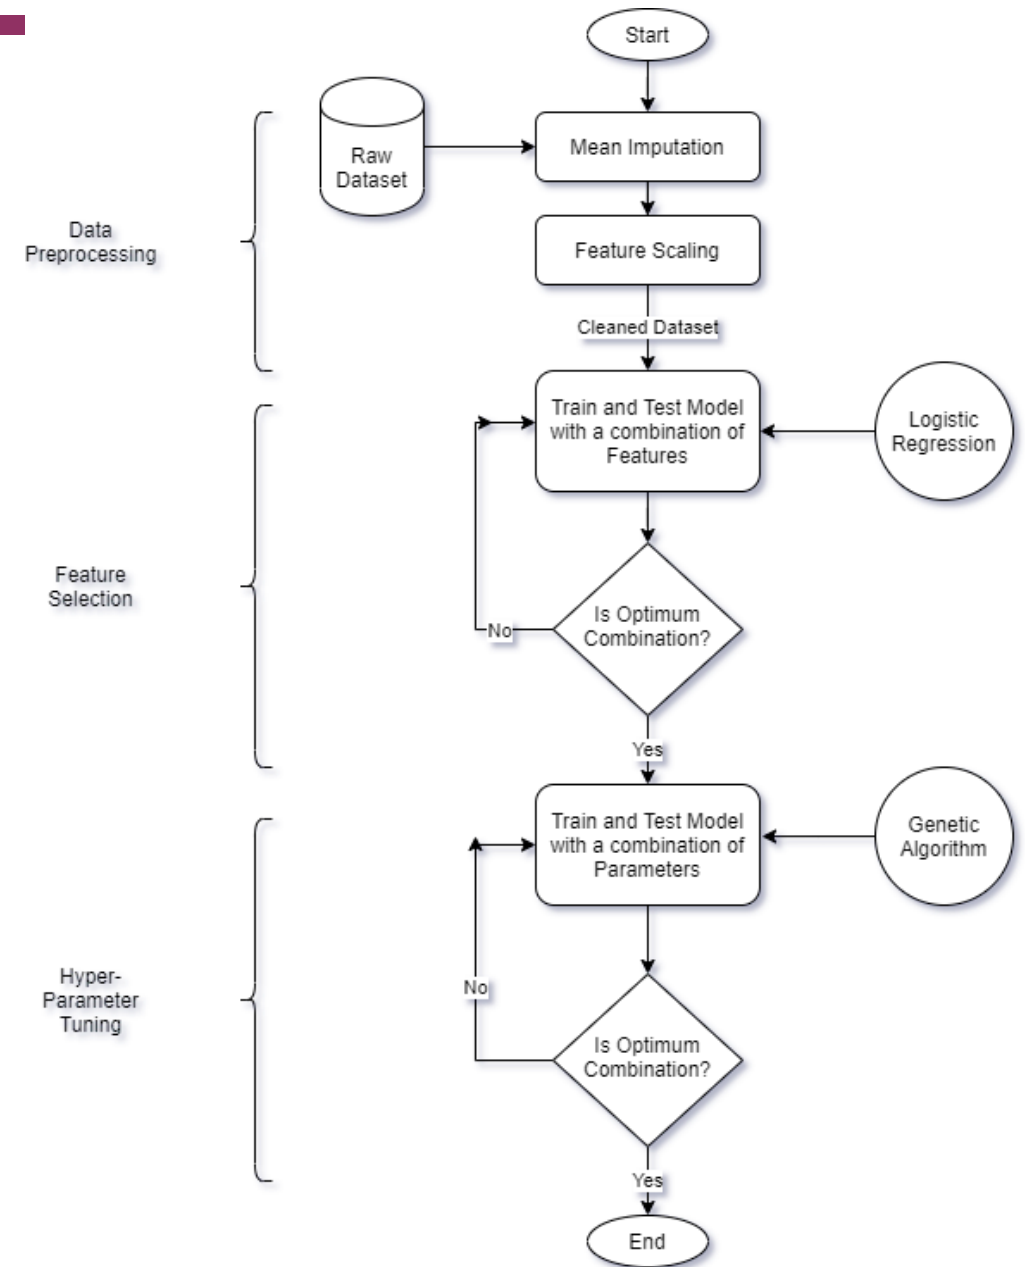 Start
Raw
Dataset
Mean Imputation
Data
Preprocessing
Feature Scaling
Cleaned Dataset
Train and Test Model
with a combination of
Features
Logistic
Regression
Feature
Selection
Is Optimum
Combination?
No
Yes
Train and Test Model
with a combination of
Parameters
Genetic
Algorithm
Hyper-
Parameter
Tuning
No
Is Optimum
Combination?
Yes
End